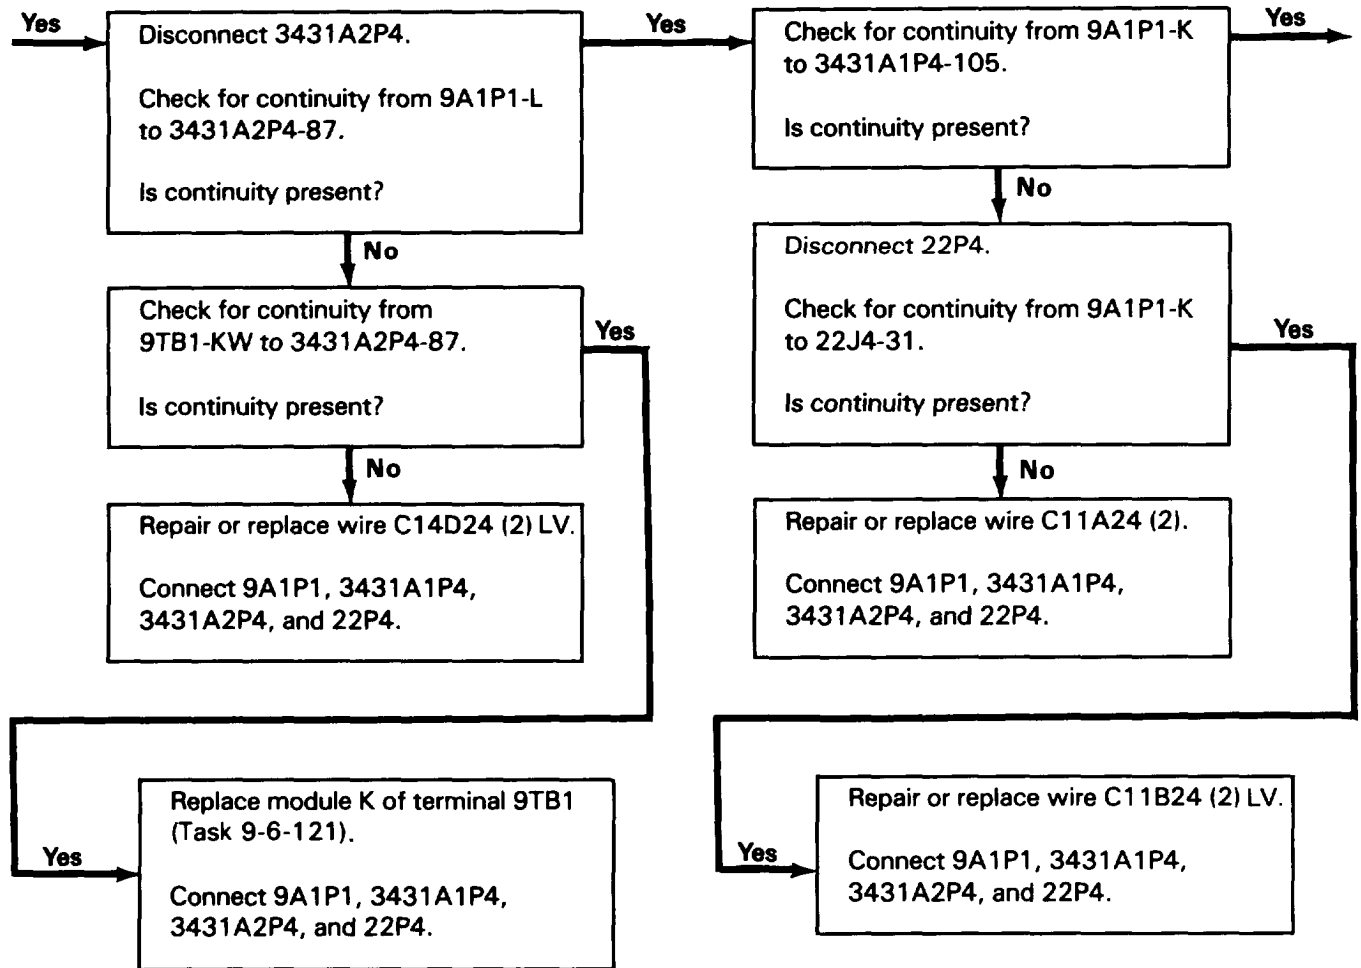 Yes
Disconnect 3431A2P4.
Check for continuity from 9A1P1-L
to 3431A2P4-87.
Is continuity present?
Yes
Check for continuity from 9A1P1-K
to 3431A1P4-105.
Is continuity present?
Yes
No
No
Check for continuity from
9TB1-KW to 3431A2P4-87.
Is continuity present?
Yes
Disconnect 22P4.
Check for continuity from 9A1P1-K
to 22J4-31.
Is continuity present?
Yes
No
No
Repair or replace wire C14D24 (2) LV.
Connect 9A1P1, 3431A1P4,
3431A2P4, and 22P4.
Repair or replace wire C11A24 (2).
Connect 9A1P1, 3431A1P4,
3431A2P4, and 22P4.
Yes
Replace module K of terminal 9TB1
(Task 9-6-121).
Connect 9A1P1, 3431A1P4,
3431A2P4, and 22P4.
Yes
Repair or replace wire C11B24 (2) LV.
Connect 9A1P1, 3431A1P4,
3431A2P4, and 22P4.